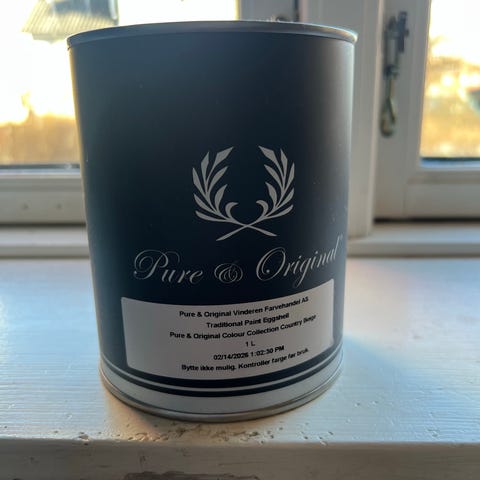 Pure & Original
Pure & Original Vinderen Farvehandel AS
Traditional Paint Eggshell
Pure & Original Colour Collection Country Beige
1 L
02/14/2026 1:02:30 PM
Bytte ikke mulig. Kontroller farge før bruk.